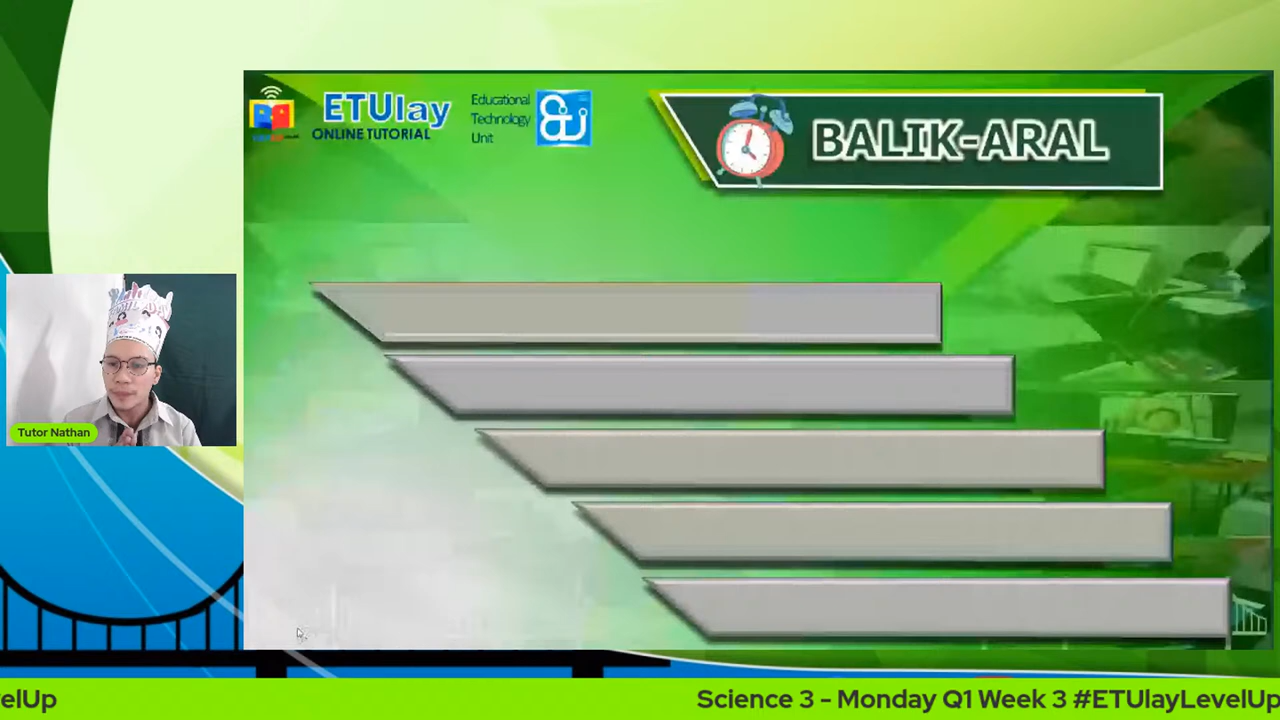 ETUlay
ONLINE TUTORIAL
Educational
Technology
Unit
BALIK-ARAL
Tutor Nathan
elUp
Science 3 - Monday Q1 Week 3 #ETUlayLevelUp